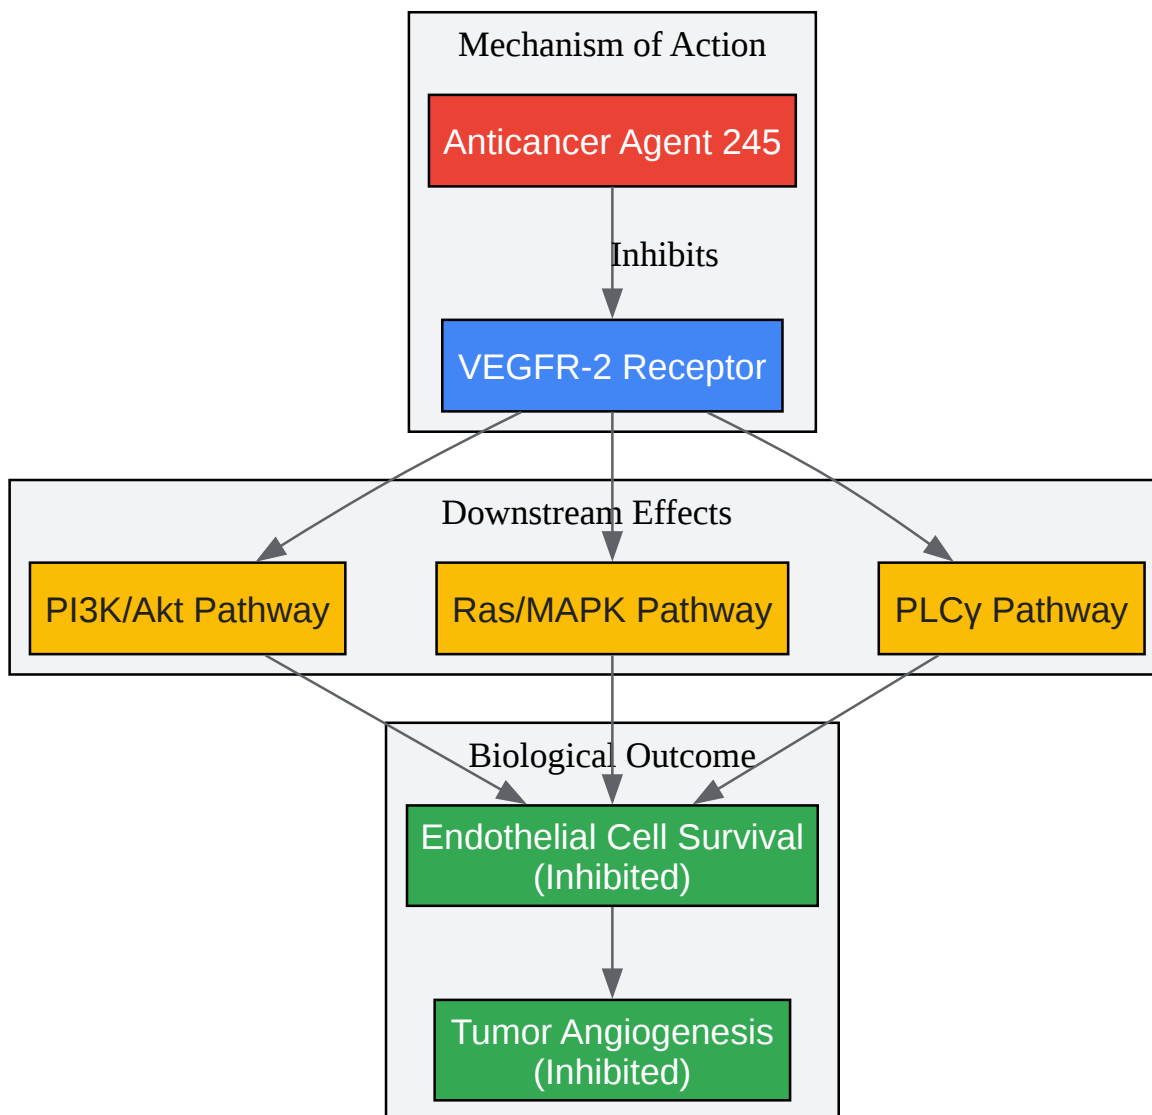 Mechanism of Action
Anticancer Agent 245
Inhibits
VEGFR-2 Receptor
Downstream Effects
PI3K/Akt Pathway
Ras/MAPK Pathway
PLCγ Pathway
Biological Outcome
Endothelial Cell Survival
(Inhibited)
Tumor Angiogenesis
(Inhibited)